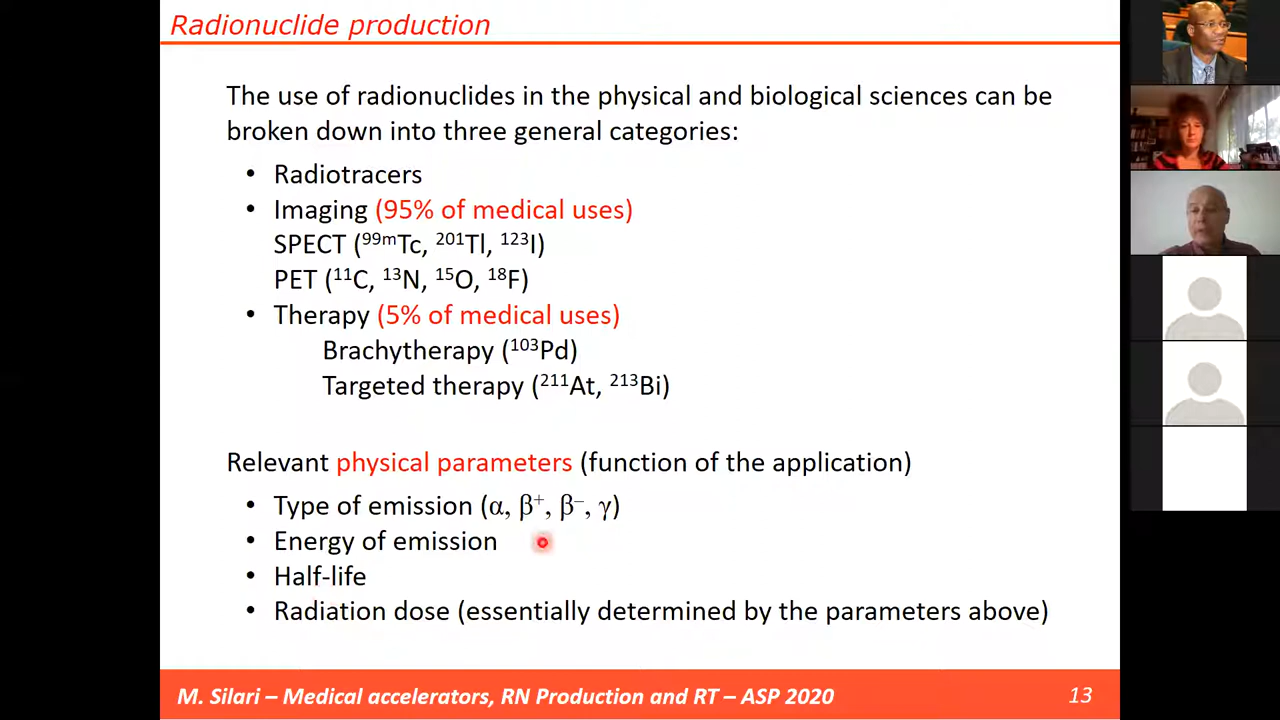 Radionuclide production
The use of radionuclides in the physical and biological sciences can be
broken down into three general categories:
• Radiotracers
• Imaging (95% of medical uses)
SPECT (⁹⁹ᵐTc, ²⁰¹Tl, ¹²³I)
PET (¹¹C, ¹³N, ¹⁵O, ¹⁸F)
• Therapy (5% of medical uses)
Brachytherapy (¹⁰³Pd)
Targeted therapy (²¹¹At, ²¹³Bi)
Relevant physical parameters (function of the application)
• Type of emission (α, β⁺, β⁻, γ)
• Energy of emission
• Half-life
• Radiation dose (essentially determined by the parameters above)
M. Silari – Medical accelerators, RN Production and RT – ASP 2020
13